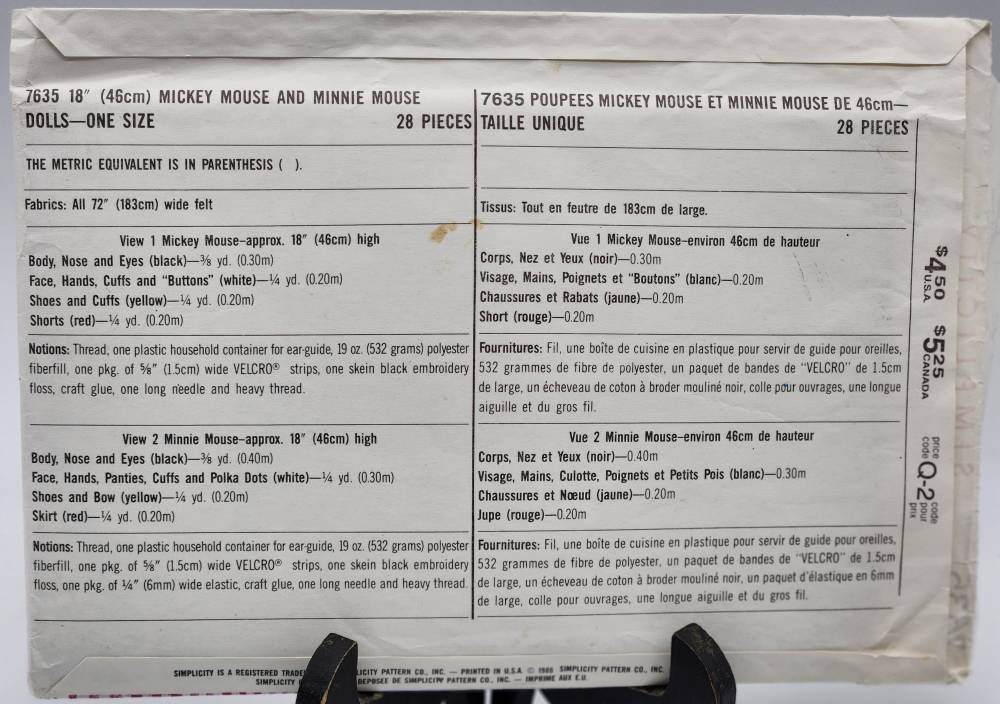 7635 18″ (46cm) MICKEY MOUSE AND MINNIE MOUSE
DOLLS—ONE SIZE 28 PIECES
THE METRIC EQUIVALENT IS IN PARENTHESIS ( ).
Fabrics: All 72″ (183cm) wide felt
View 1 Mickey Mouse–approx. 18″ (46cm) high
Body, Nose and Eyes (black)—⅜ yd. (0.30m)
Face, Hands, Cuffs and “Buttons” (white)—¼ yd. (0.20m)
Shoes and Cuffs (yellow)—¼ yd. (0.20m)
Shorts (red)—¼ yd. (0.20m)
Notions: Thread, one plastic household container for ear-guide, 19 oz. (532 grams) polyester
fiberfill, one pkg. of ⅝″ (1.5cm) wide VELCRO® strips, one skein black embroidery
floss, craft glue, one long needle and heavy thread.
View 2 Minnie Mouse–approx. 18″ (46cm) high
Body, Nose and Eyes (black)—⅜ yd. (0.40m)
Face, Hands, Panties, Cuffs and Polka Dots (white)—¼ yd. (0.30m)
Shoes and Bow (yellow)—¼ yd. (0.20m)
Skirt (red)—¼ yd. (0.20m)
Notions: Thread, one plastic household container for ear-guide, 19 oz. (532 grams) polyester
fiberfill, one pkg. of ⅝″ (1.5cm) wide VELCRO® strips, one skein black embroidery
floss, one pkg. of ¼″ (6mm) wide elastic, craft glue, one long needle and heavy thread.
7635 POUPEES MICKEY MOUSE ET MINNIE MOUSE DE 46cm—
TAILLE UNIQUE 28 PIECES
Tissus: Tout en feutre de 183cm de large.
Vue 1 Mickey Mouse–environ 46cm de hauteur
Corps, Nez et Yeux (noir)—0.30m
Visage, Mains, Poignets et “Boutons” (blanc)—0.20m
Chaussures et Rabats (jaune)—0.20m
Short (rouge)—0.20m
Fournitures: Fil, une boîte de cuisine en plastique pour servir de guide pour oreilles,
532 grammes de fibre de polyester, un paquet de bandes de “VELCRO” de 1.5cm
de large, un écheveau de coton à broder mouliné noir, colle pour ouvrages, une longue
aiguille et du gros fil.
Vue 2 Minnie Mouse–environ 46cm de hauteur
Corps, Nez et Yeux (noir)—0.40m
Visage, Mains, Culotte, Poignets et Petits Pois (blanc)—0.30m
Chaussures et Nœud (jaune)—0.20m
Jupe (rouge)—0.20m
Fournitures: Fil, une boîte de cuisine en plastique pour servir de guide pour oreilles,
532 grammes de fibre de polyester, un paquet de bandes de “VELCRO” de 1.5cm
de large, un écheveau de coton à broder mouliné noir, un paquet d'élastique en 6mm
de large, colle pour ouvrages, une longue aiguille et du gros fil.
$4 50 U.S.A.
$5 25 CANADA
price code Q-2 code pour prix
SIMPLICITY IS A REGISTERED TRADE LICITY PATTERN CO., INC. — PRINTED IN U.S.A. © 1986 SIMPLICITY PATTERN CO., INC.
SIMPLICITY DEPOSEE DE SIMPLICITY PATTERN CO., INC. — IMPRIME AUX E.U.